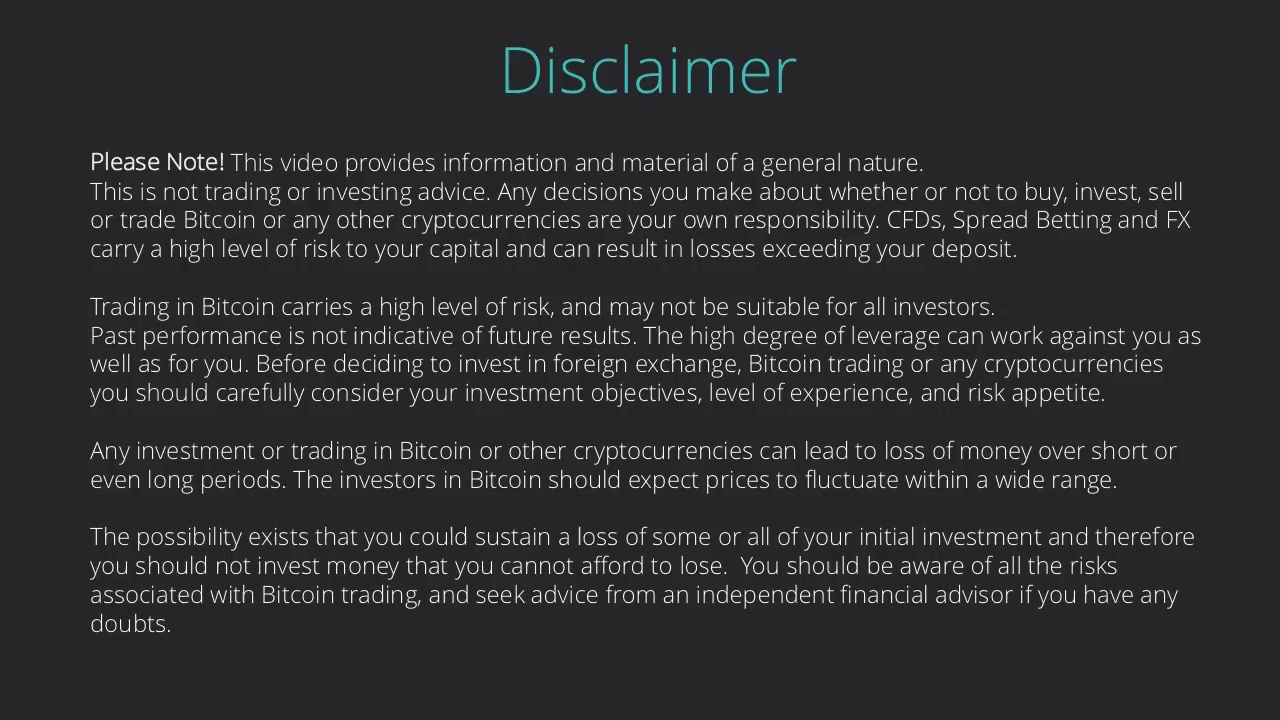 Disclaimer
Please Note! This video provides information and material of a general nature.
This is not trading or investing advice. Any decisions you make about whether or not to buy, invest, sell
or trade Bitcoin or any other cryptocurrencies are your own responsibility. CFDs, Spread Betting and FX
carry a high level of risk to your capital and can result in losses exceeding your deposit.
Trading in Bitcoin carries a high level of risk, and may not be suitable for all investors.
Past performance is not indicative of future results. The high degree of leverage can work against you as
well as for you. Before deciding to invest in foreign exchange, Bitcoin trading or any cryptocurrencies
you should carefully consider your investment objectives, level of experience, and risk appetite.
Any investment or trading in Bitcoin or other cryptocurrencies can lead to loss of money over short or
even long periods. The investors in Bitcoin should expect prices to fluctuate within a wide range.
The possibility exists that you could sustain a loss of some or all of your initial investment and therefore
you should not invest money that you cannot afford to lose.  You should be aware of all the risks
associated with Bitcoin trading, and seek advice from an independent financial advisor if you have any
doubts.